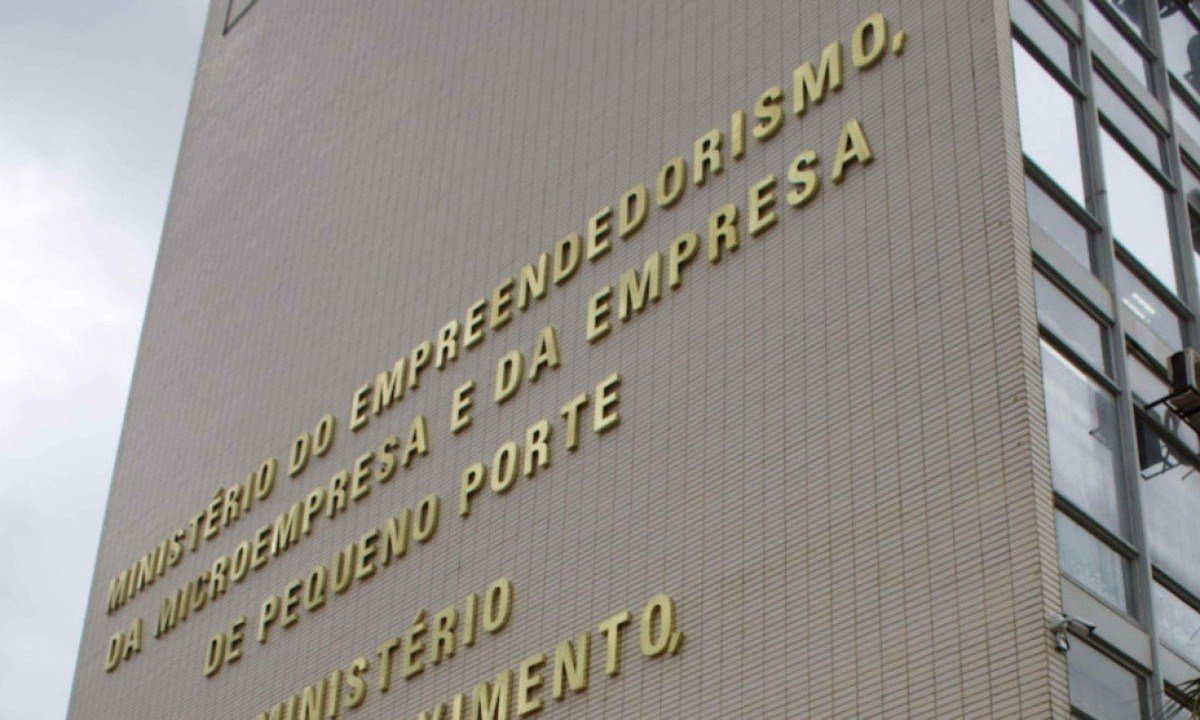 MINISTÉRIO DO EMPREENDEDORISMO,
DA MICROEMPRESA E DA EMPRESA
DE PEQUENO PORTE
MINISTÉRIO